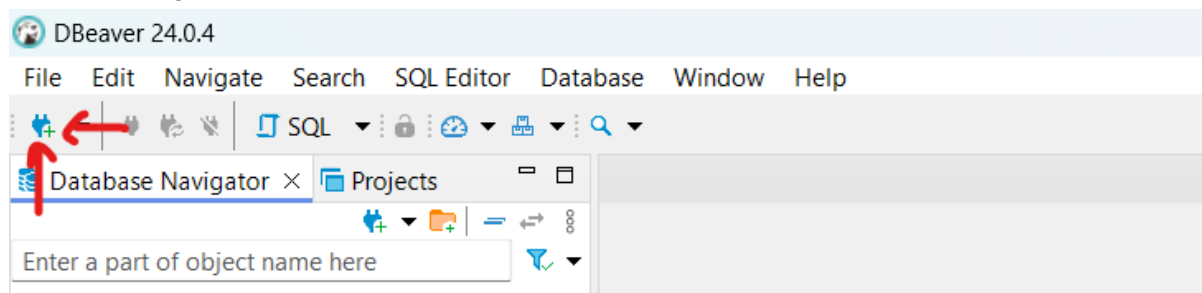 DBeaver 24.0.4
File Edit Navigate Search SQL Editor Database Window Help
SQL
Database Navigator Projects
Enter a part of object name here